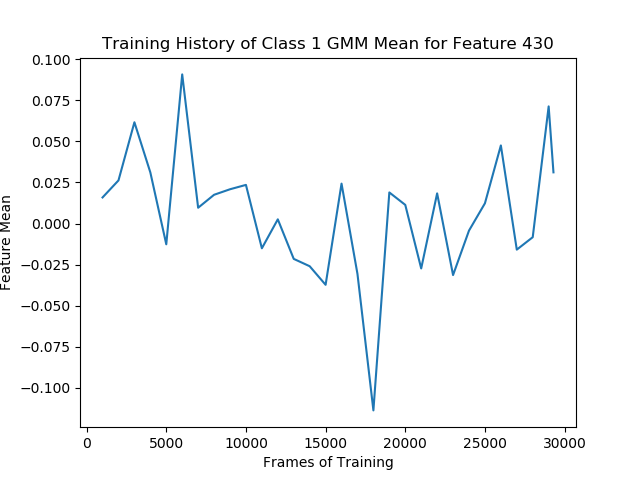 Training History of Class 1 GMM Mean for Feature 430
0.100
0.075
0.050
0.025
0.000
−0.025
−0.050
−0.075
−0.100
Feature Mean
0 5000 10000 15000 20000 25000 30000
Frames of Training